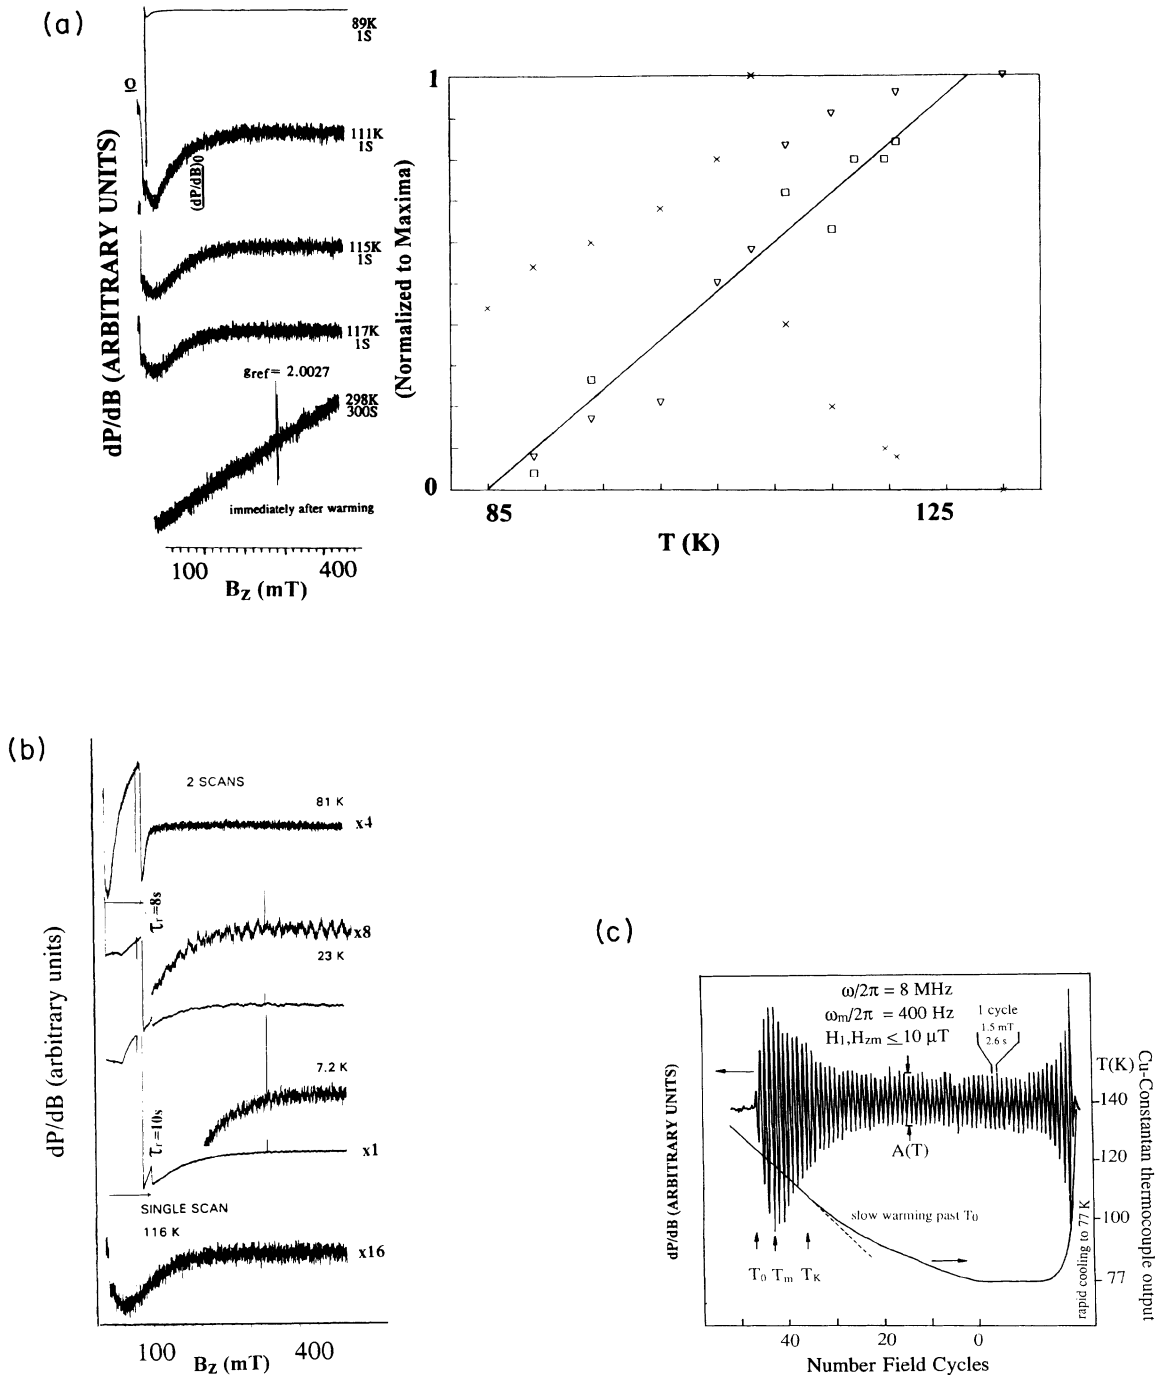 (a)
dP/dB (ARBITRARY UNITS)
89K
1S
10
111K
1S
(dP/dB)0
115K
1S
117K
1S
gref= 2.0027
298K
300S
immediately after warming
100
400
BZ (mT)
(Normalized to Maxima)
1
0
85
125
T (K)
(b)
dP/dB (arbitrary units)
2 SCANS
81 K
x4
τr=8s
x8
23 K
7.2 K
τr=10s
x1
SINGLE SCAN
116 K
x16
100
400
BZ (mT)
(c)
dP/dB (ARBITRARY UNITS)
ω/2π = 8 MHz
ωm/2π = 400 Hz
H1,Hzm ≤10 μT
1 cycle
1.5 mT
2.6 s
A(T)
slow warming past T0
T0
Tm
TK
rapid cooling to 77 K
T(K)
140
120
100
77
Cu-Constantan thermocouple output
40
20
0
Number Field Cycles